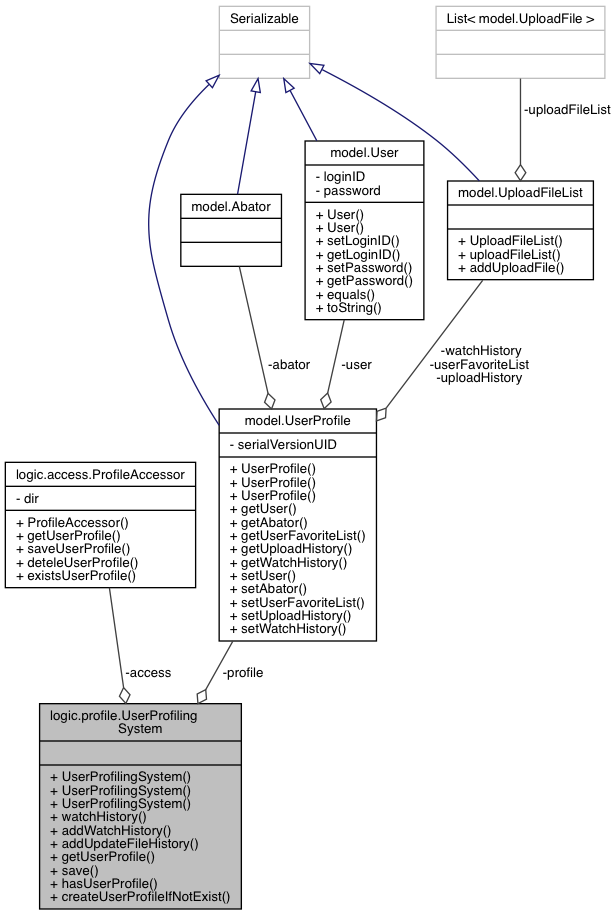 Serializable
List< model.UploadFile >
-uploadFileList
model.User
- loginID
- password
+ User()
+ User()
+ setLoginID()
+ getLoginID()
+ setPassword()
+ getPassword()
+ equals()
+ toString()
model.UploadFileList
+ UploadFileList()
+ uploadFileList()
+ addUploadFile()
model.Abator
-abator
-user
-watchHistory
-userFavoriteList
-uploadHistory
model.UserProfile
- serialVersionUID
+ UserProfile()
+ UserProfile()
+ UserProfile()
+ getUser()
+ getAbator()
+ getUserFavoriteList()
+ getUploadHistory()
+ getWatchHistory()
+ setUser()
+ setAbator()
+ setUserFavoriteList()
+ setUploadHistory()
+ setWatchHistory()
logic.access.ProfileAccessor
- dir
+ ProfileAccessor()
+ getUserProfile()
+ saveUserProfile()
+ deteleUserProfile()
+ existsUserProfile()
-access
-profile
logic.profile.UserProfiling
System
+ UserProfilingSystem()
+ UserProfilingSystem()
+ UserProfilingSystem()
+ watchHistory()
+ addWatchHistory()
+ addUpdateFileHistory()
+ getUserProfile()
+ save()
+ hasUserProfile()
+ createUserProfileIfNotExist()